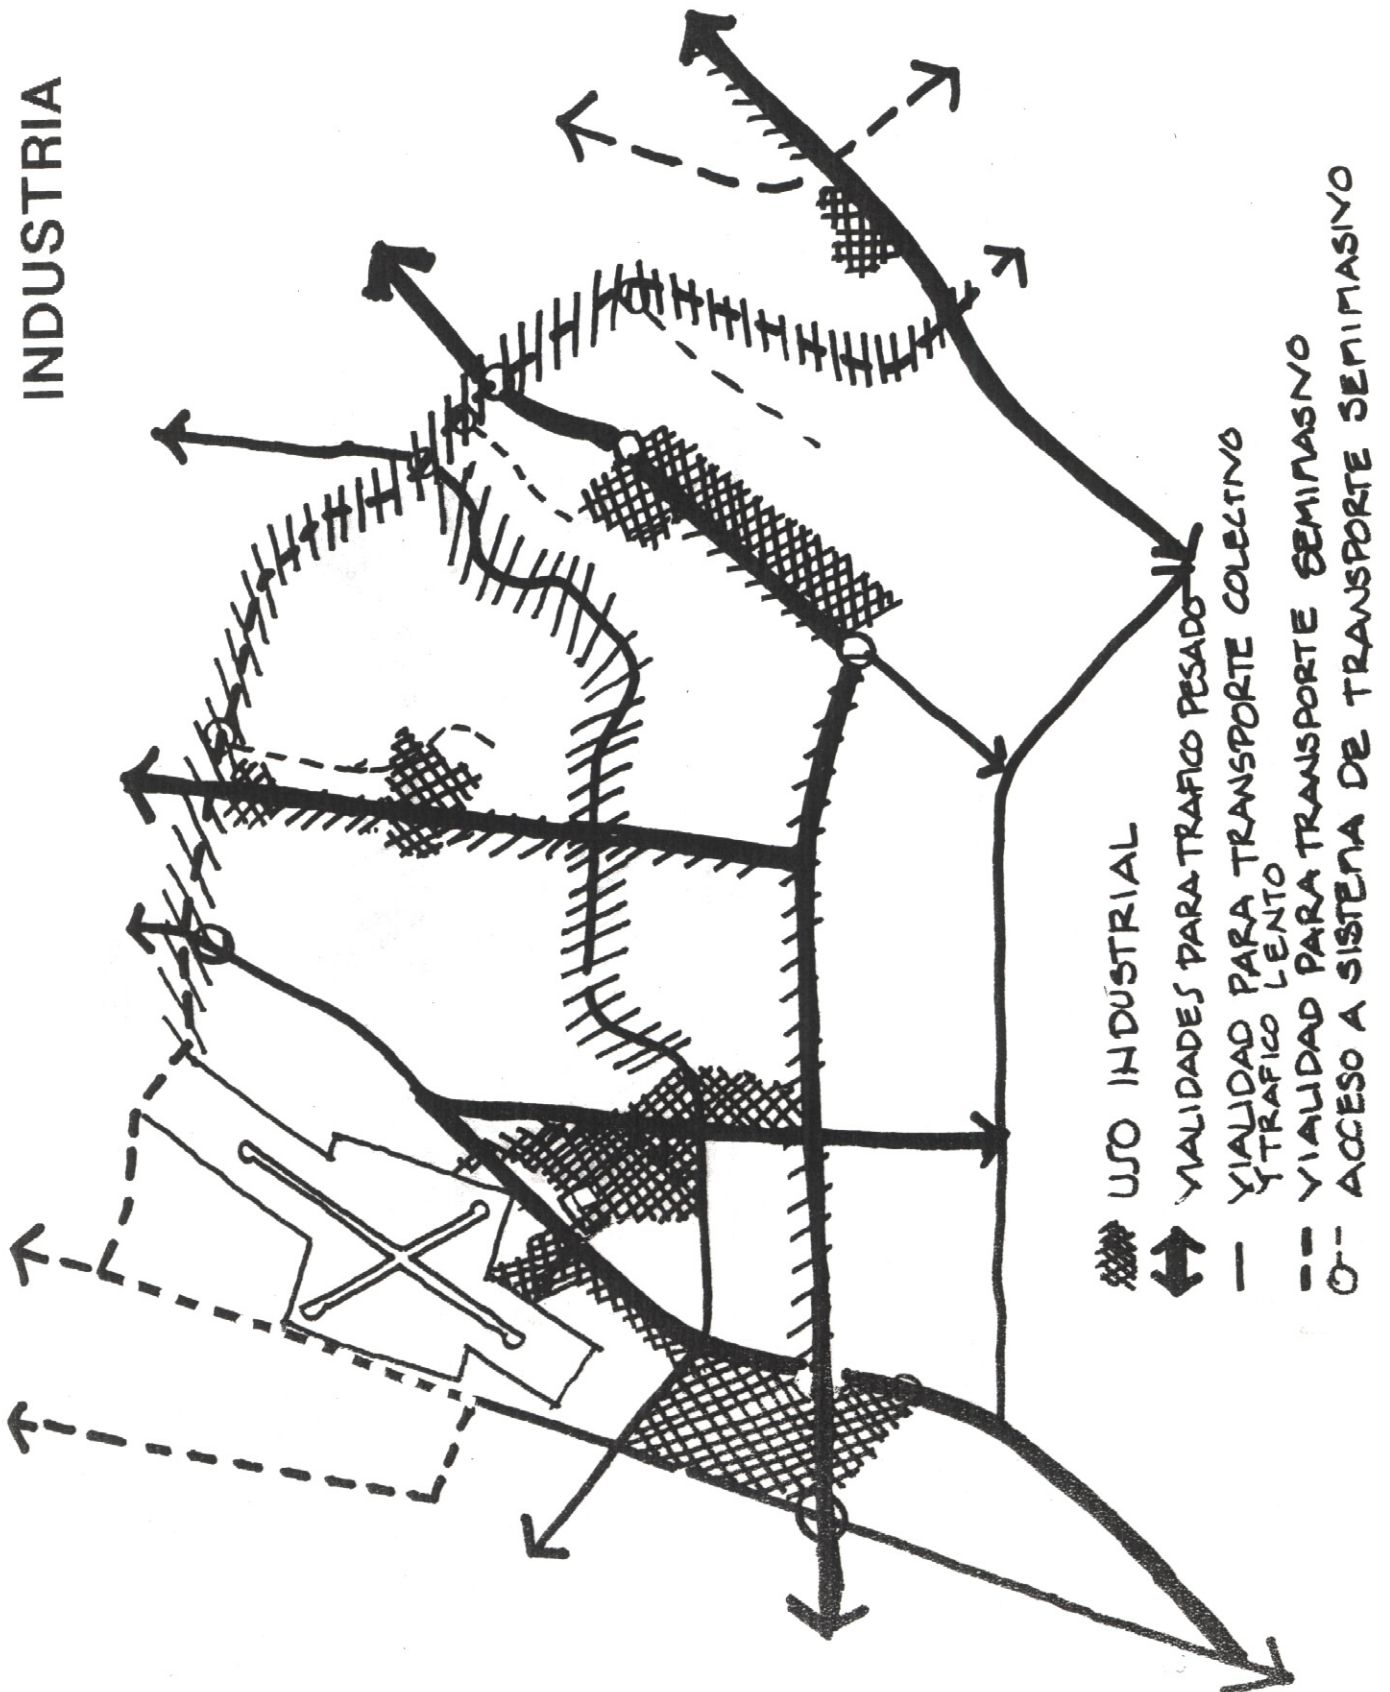 INDUSTRIA
USO INDUSTRIAL
VIALIDADES PARA TRAFICO PESADO
VIALIDAD PARA TRANSPORTE COLECTIVO
Y TRAFICO LENTO
VIALIDAD PARA TRANSPORTE SEMIMASIVO
ACCESO A SISTEMA DE TRANSPORTE SEMIMASIVO